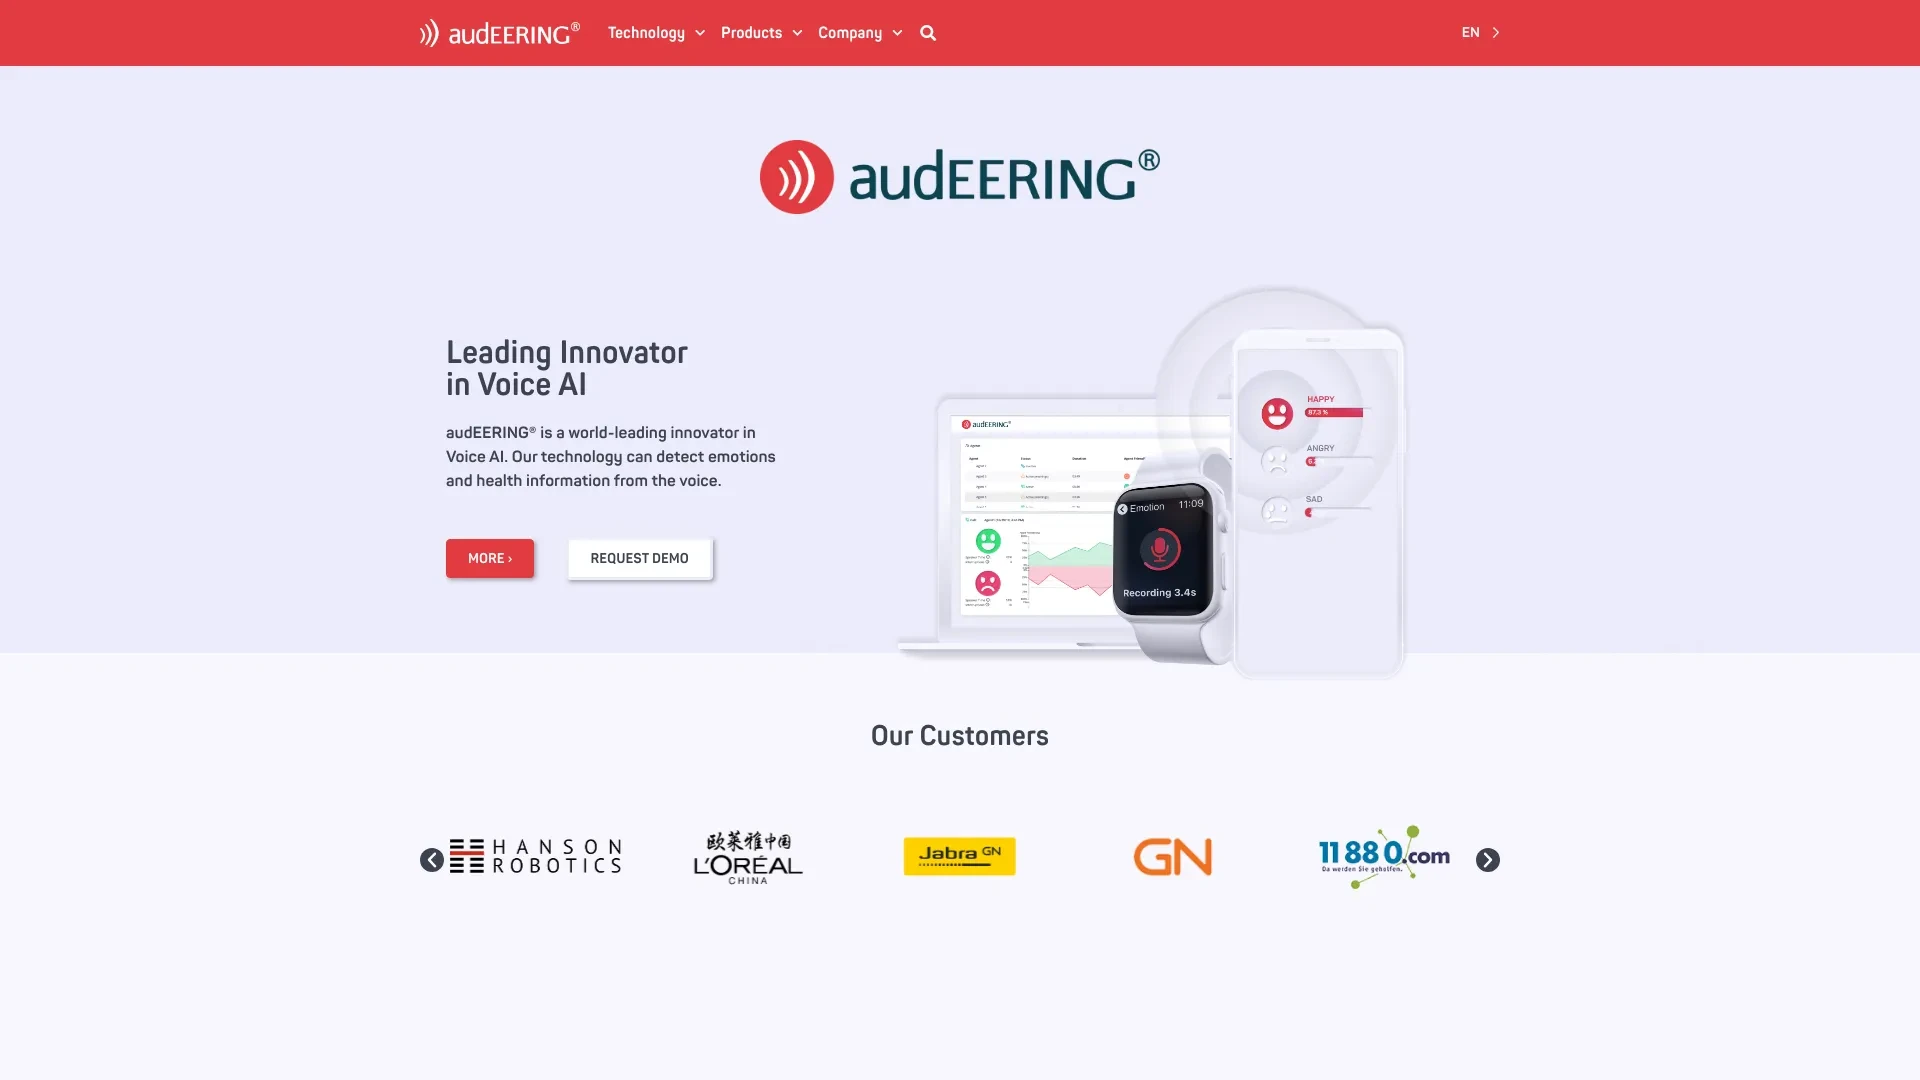 audEERING®
Technology
Products
Company
EN
audEERING®
Leading Innovator
in Voice AI
audEERING® is a world-leading innovator in
Voice AI. Our technology can detect emotions
and health information from the voice.
MORE ›
REQUEST DEMO
audEERING®
HAPPY
87.3 %
ANGRY
SAD
Emotion 11:09
Recording 3.4s
Our Customers
HANSON
ROBOTICS
欧莱雅中国
L'ORÉAL
CHINA
Jabra GN
GN
11 88 0.com
Da werden Sie geholfen.